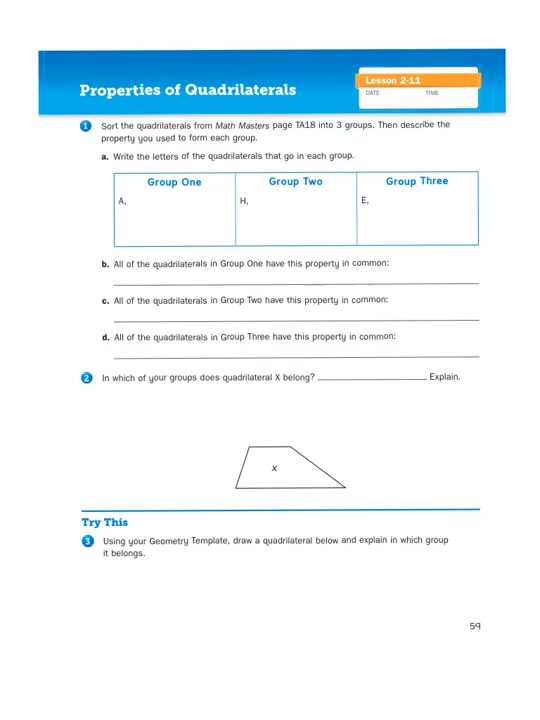 Properties of Quadrilaterals
Lesson 2-11
DATE TIME
1 Sort the quadrilaterals from Math Masters page TA18 into 3 groups. Then describe the
property you used to form each group.
a. Write the letters of the quadrilaterals that go in each group.
Group One Group Two Group Three
A, H, E,
b. All of the quadrilaterals in Group One have this property in common:
c. All of the quadrilaterals in Group Two have this property in common:
d. All of the quadrilaterals in Group Three have this property in common:
2 In which of your groups does quadrilateral X belong? Explain.
X
Try This
3 Using your Geometry Template, draw a quadrilateral below and explain in which group
it belongs.
59